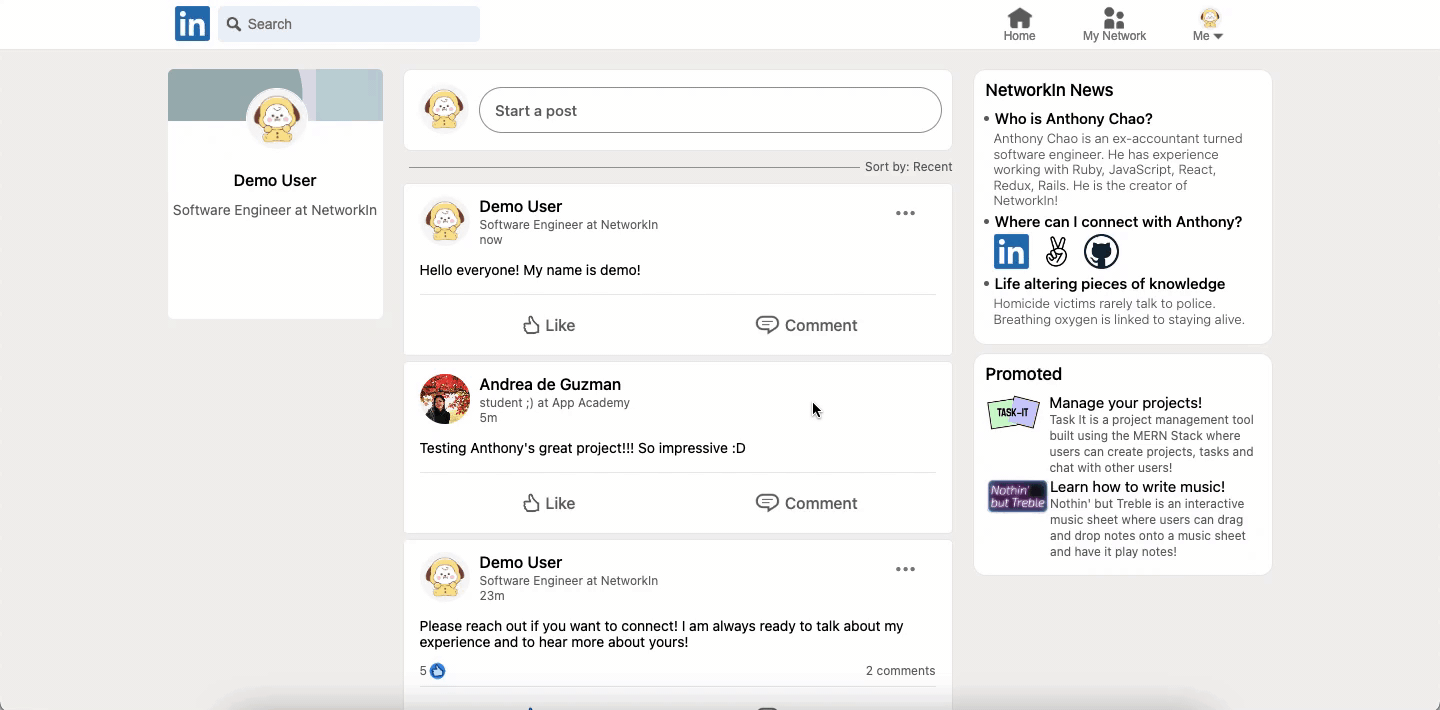 in
Search
Home
My Network
Me
Demo User
Software Engineer at NetworkIn
Start a post
Sort by: Recent
Demo User
Software Engineer at NetworkIn
now
Hello everyone! My name is demo!
Like
Comment
Andrea de Guzman
student ;) at App Academy
5m
Testing Anthony's great project!!! So impressive :D
Like
Comment
Demo User
Software Engineer at NetworkIn
23m
Please reach out if you want to connect! I am always ready to talk about my
experience and to hear more about yours!
5
2 comments
NetworkIn News
• Who is Anthony Chao?
Anthony Chao is an ex-accountant turned
software engineer. He has experience
working with Ruby, JavaScript, React,
Redux, Rails. He is the creator of
NetworkIn!
• Where can I connect with Anthony?
in
• Life altering pieces of knowledge
Homicide victims rarely talk to police.
Breathing oxygen is linked to staying alive.
Promoted
TASK-IT
Manage your projects!
Task It is a project management tool
built using the MERN Stack where
users can create projects, tasks and
chat with other users!
Nothin'
but Treble
Learn how to write music!
Nothin' but Treble is an interactive
music sheet where users can drag
and drop notes onto a music sheet
and have it play notes!